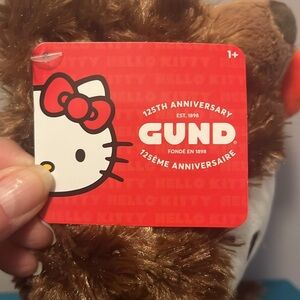 1+
125TH ANNIVERSARY
EST. 1898
GUND
FONDÉ EN 1898
125ÈME ANNIVERSAIRE
HELLO KITTY